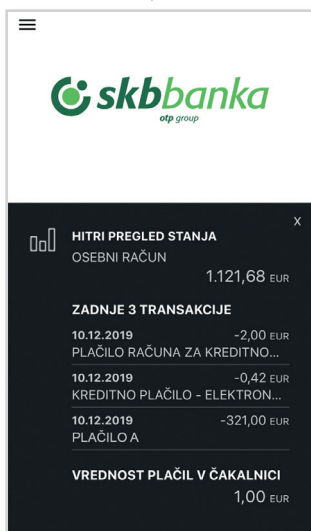 skbbanka
otp group
X
HITRI PREGLED STANJA
OSEBNI RAČUN
1.121,68 EUR
ZADNJE 3 TRANSAKCIJE
10.12.2019 -2,00 EUR
PLAČILO RAČUNA ZA KREDITNO...
10.12.2019 -0,42 EUR
KREDITNO PLAČILO - ELEKTRON...
10.12.2019 -321,00 EUR
PLAČILO A
VREDNOST PLAČIL V ČAKALNICI
1,00 EUR